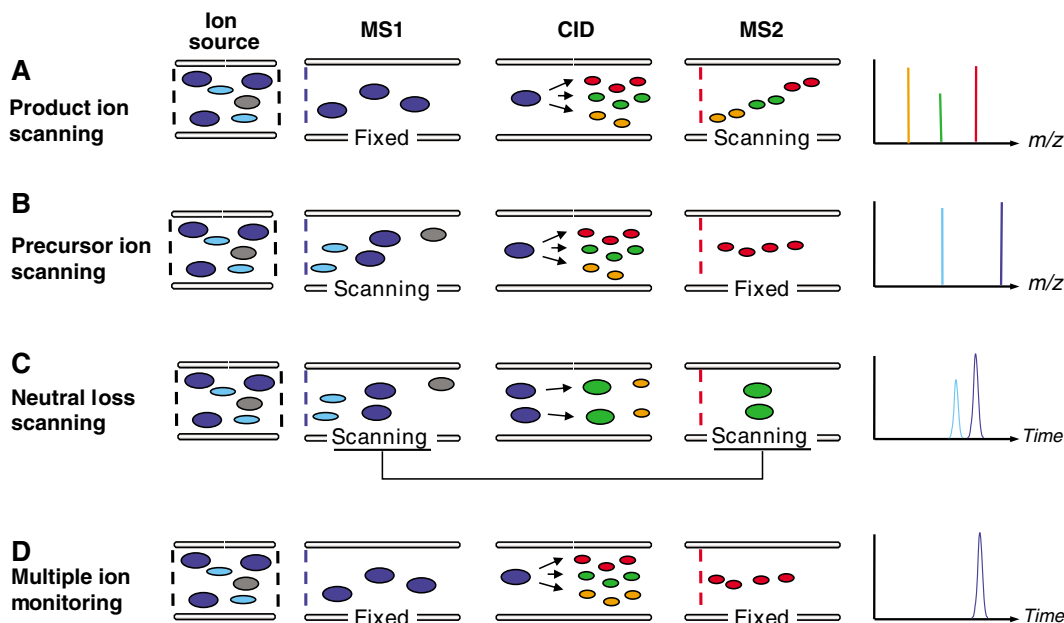 Ion
source
MS1
CID
MS2
A
Product ion
scanning
Fixed
Scanning
m/z
B
Precursor ion
scanning
Scanning
Fixed
m/z
C
Neutral loss
scanning
Scanning
Scanning
Time
D
Multiple ion
monitoring
Fixed
Fixed
Time